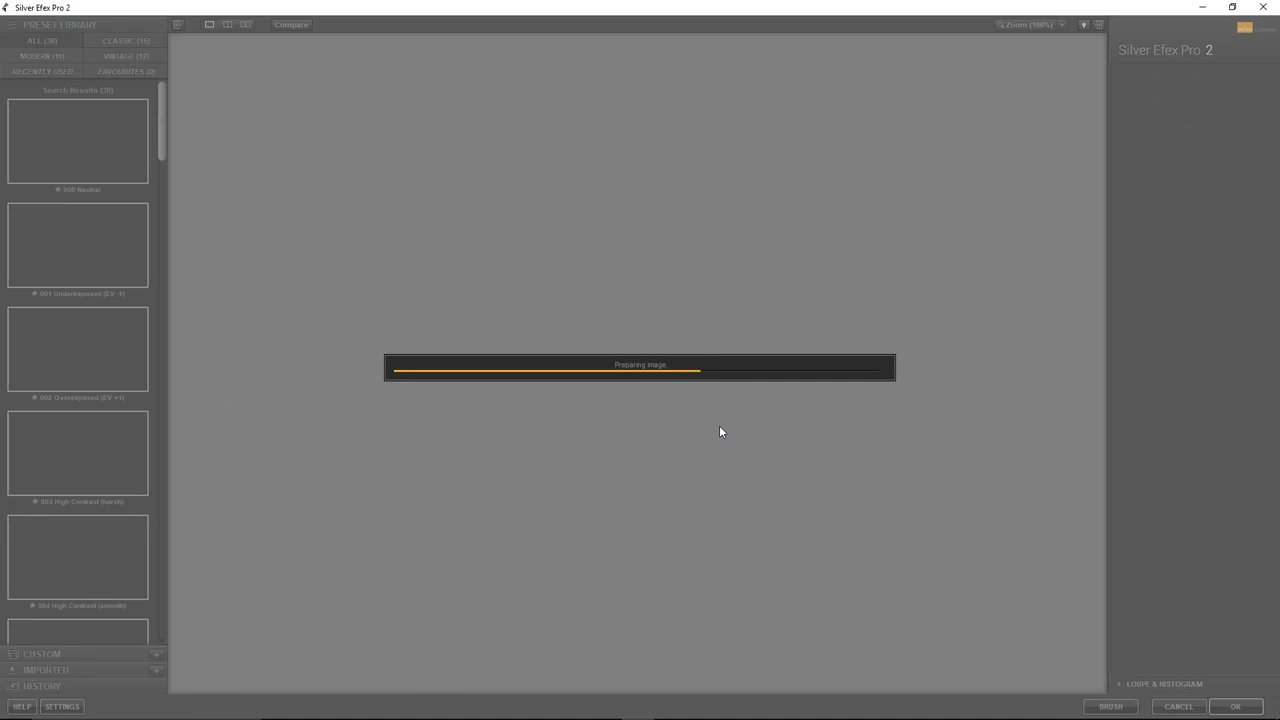 Silver Efex Pro 2
PRESET LIBRARY
Compare
Zoom (100%)
ALL (38)
CLASSIC (15)
MODERN (11)
VINTAGE (12)
RECENTLY USED
FAVOURITES (0)
Silver Efex Pro 2
Search Results (38)
000 Neutral
001 Underexposed (EV -1)
002 Overexposed (EV +1)
Preparing image.
003 High Contrast (harsh)
004 High Contrast (smooth)
CUSTOM
IMPORTED
HISTORY
LOUPE & HISTOGRAM
HELP
SETTINGS
BRUSH
CANCEL
OK